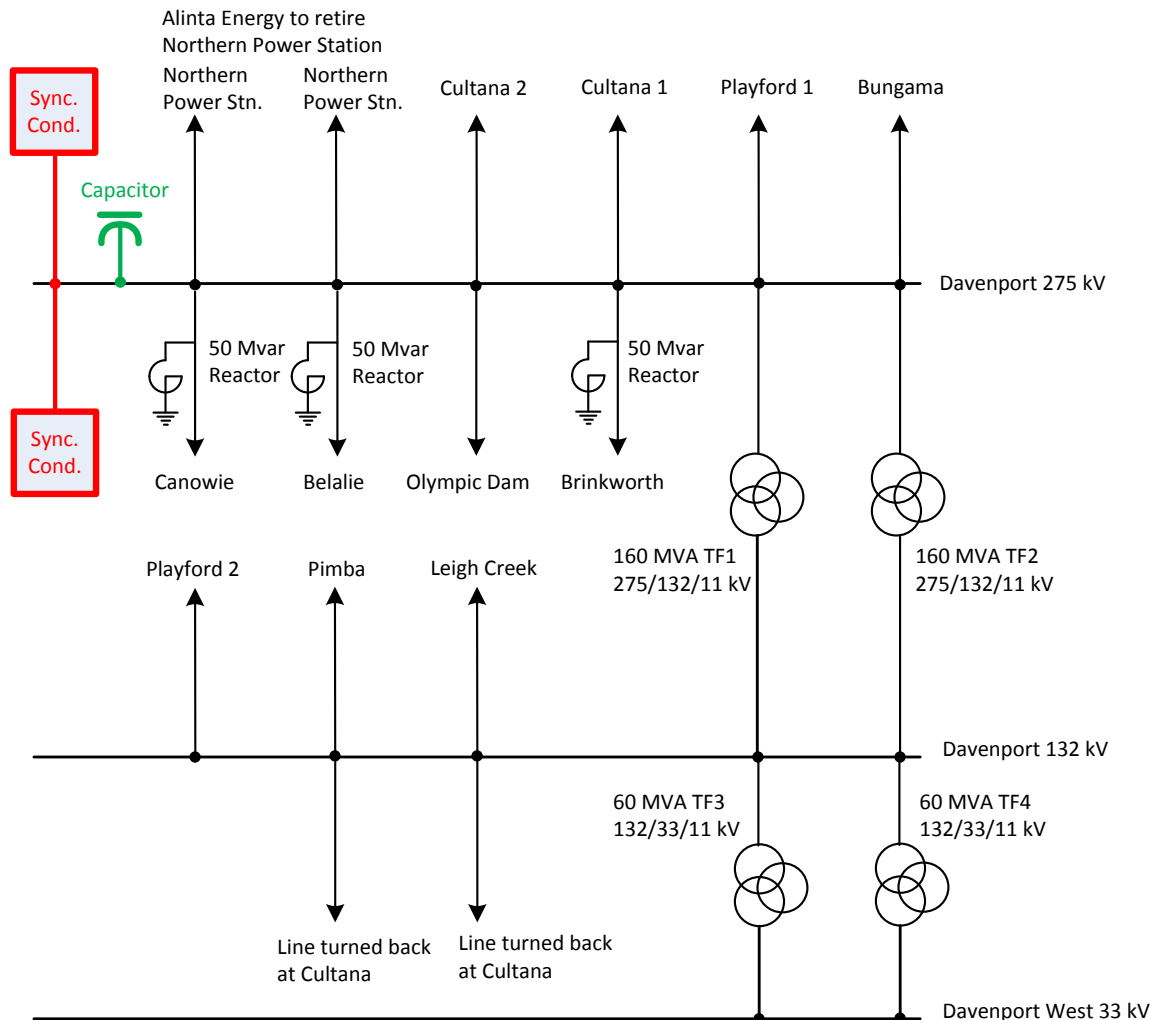 Alinta Energy to retire
Northern Power Station
Northern
Power Stn.
Northern
Power Stn.
Cultana 2
Cultana 1
Playford 1
Bungama
Sync.
Cond.
Capacitor
Davenport 275 kV
50 Mvar
Reactor
50 Mvar
Reactor
50 Mvar
Reactor
Sync.
Cond.
Canowie
Belalie
Olympic Dam
Brinkworth
160 MVA TF1
275/132/11 kV
160 MVA TF2
275/132/11 kV
Playford 2
Pimba
Leigh Creek
Davenport 132 kV
60 MVA TF3
132/33/11 kV
60 MVA TF4
132/33/11 kV
Line turned back
at Cultana
Line turned back
at Cultana
Davenport West 33 kV